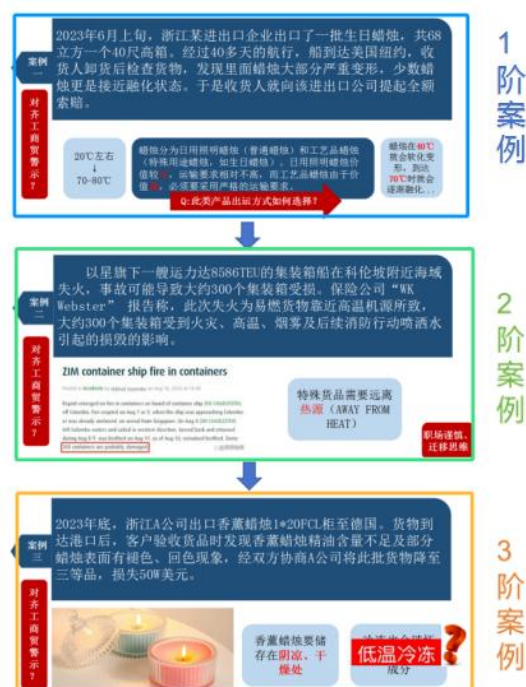 2023年6月上旬，浙江某进出口企业出口了一批生日蜡烛，共68
立方一个40尺高箱。经过40多天的航行，船到达美国纽约，收
货人卸货后检查货物，发现里面蜡烛大部分严重变形，少数蜡
烛更是接近融化状态。于是收货人就向该进出口公司提起全额
索赔。
案例
一
对齐工商贸警示？
20℃左右
↓
70-80℃
蜡烛分为日用照明蜡烛（普通蜡烛）和工艺品蜡烛
（特殊用途蜡烛，如生日蜡烛）。日用照明蜡烛价
值较，运输要求相对不高，而工艺品蜡烛由于价
值，必须要采用严格的运输要求。
Q:此类产品出运方式如何选择？
蜡烛在40℃
就会软化变
形，到达
70℃时就会
逐渐融化...
1阶案例
以星旗下一艘运力达8586TEU的集装箱船在科伦坡附近海域
失火，事故可能导致大约300个集装箱受损。保险公司“WK
Webster” 报告称，此次失火为易燃货物靠近高温机源所致，
大约300个集装箱受到火灾、高温、烟雾及后续消防行动喷洒水
引起的损毁的影响。
案例
二
对齐工商贸警示？
ZIM container ship fire in containers
特殊货品需要远离
热源（AWAY FROM
HEAT）
300 containers are probably damaged
职场谨慎、
迁移思维
2阶案例
2023年底，浙江A公司出口香薰蜡烛1*20FCL柜至德国。货物到
达港口后，客户验收货品时发现香薰蜡烛精油含量不足及部分
蜡烛表面有褪色、回色现象，经双方协商A公司将此批货物降至
三等品，损失50W美元。
案例
三
对齐工商贸警示？
香薰蜡烛要储
存在阴凉、干
燥处
低温冷冻
成分
?
3阶案例